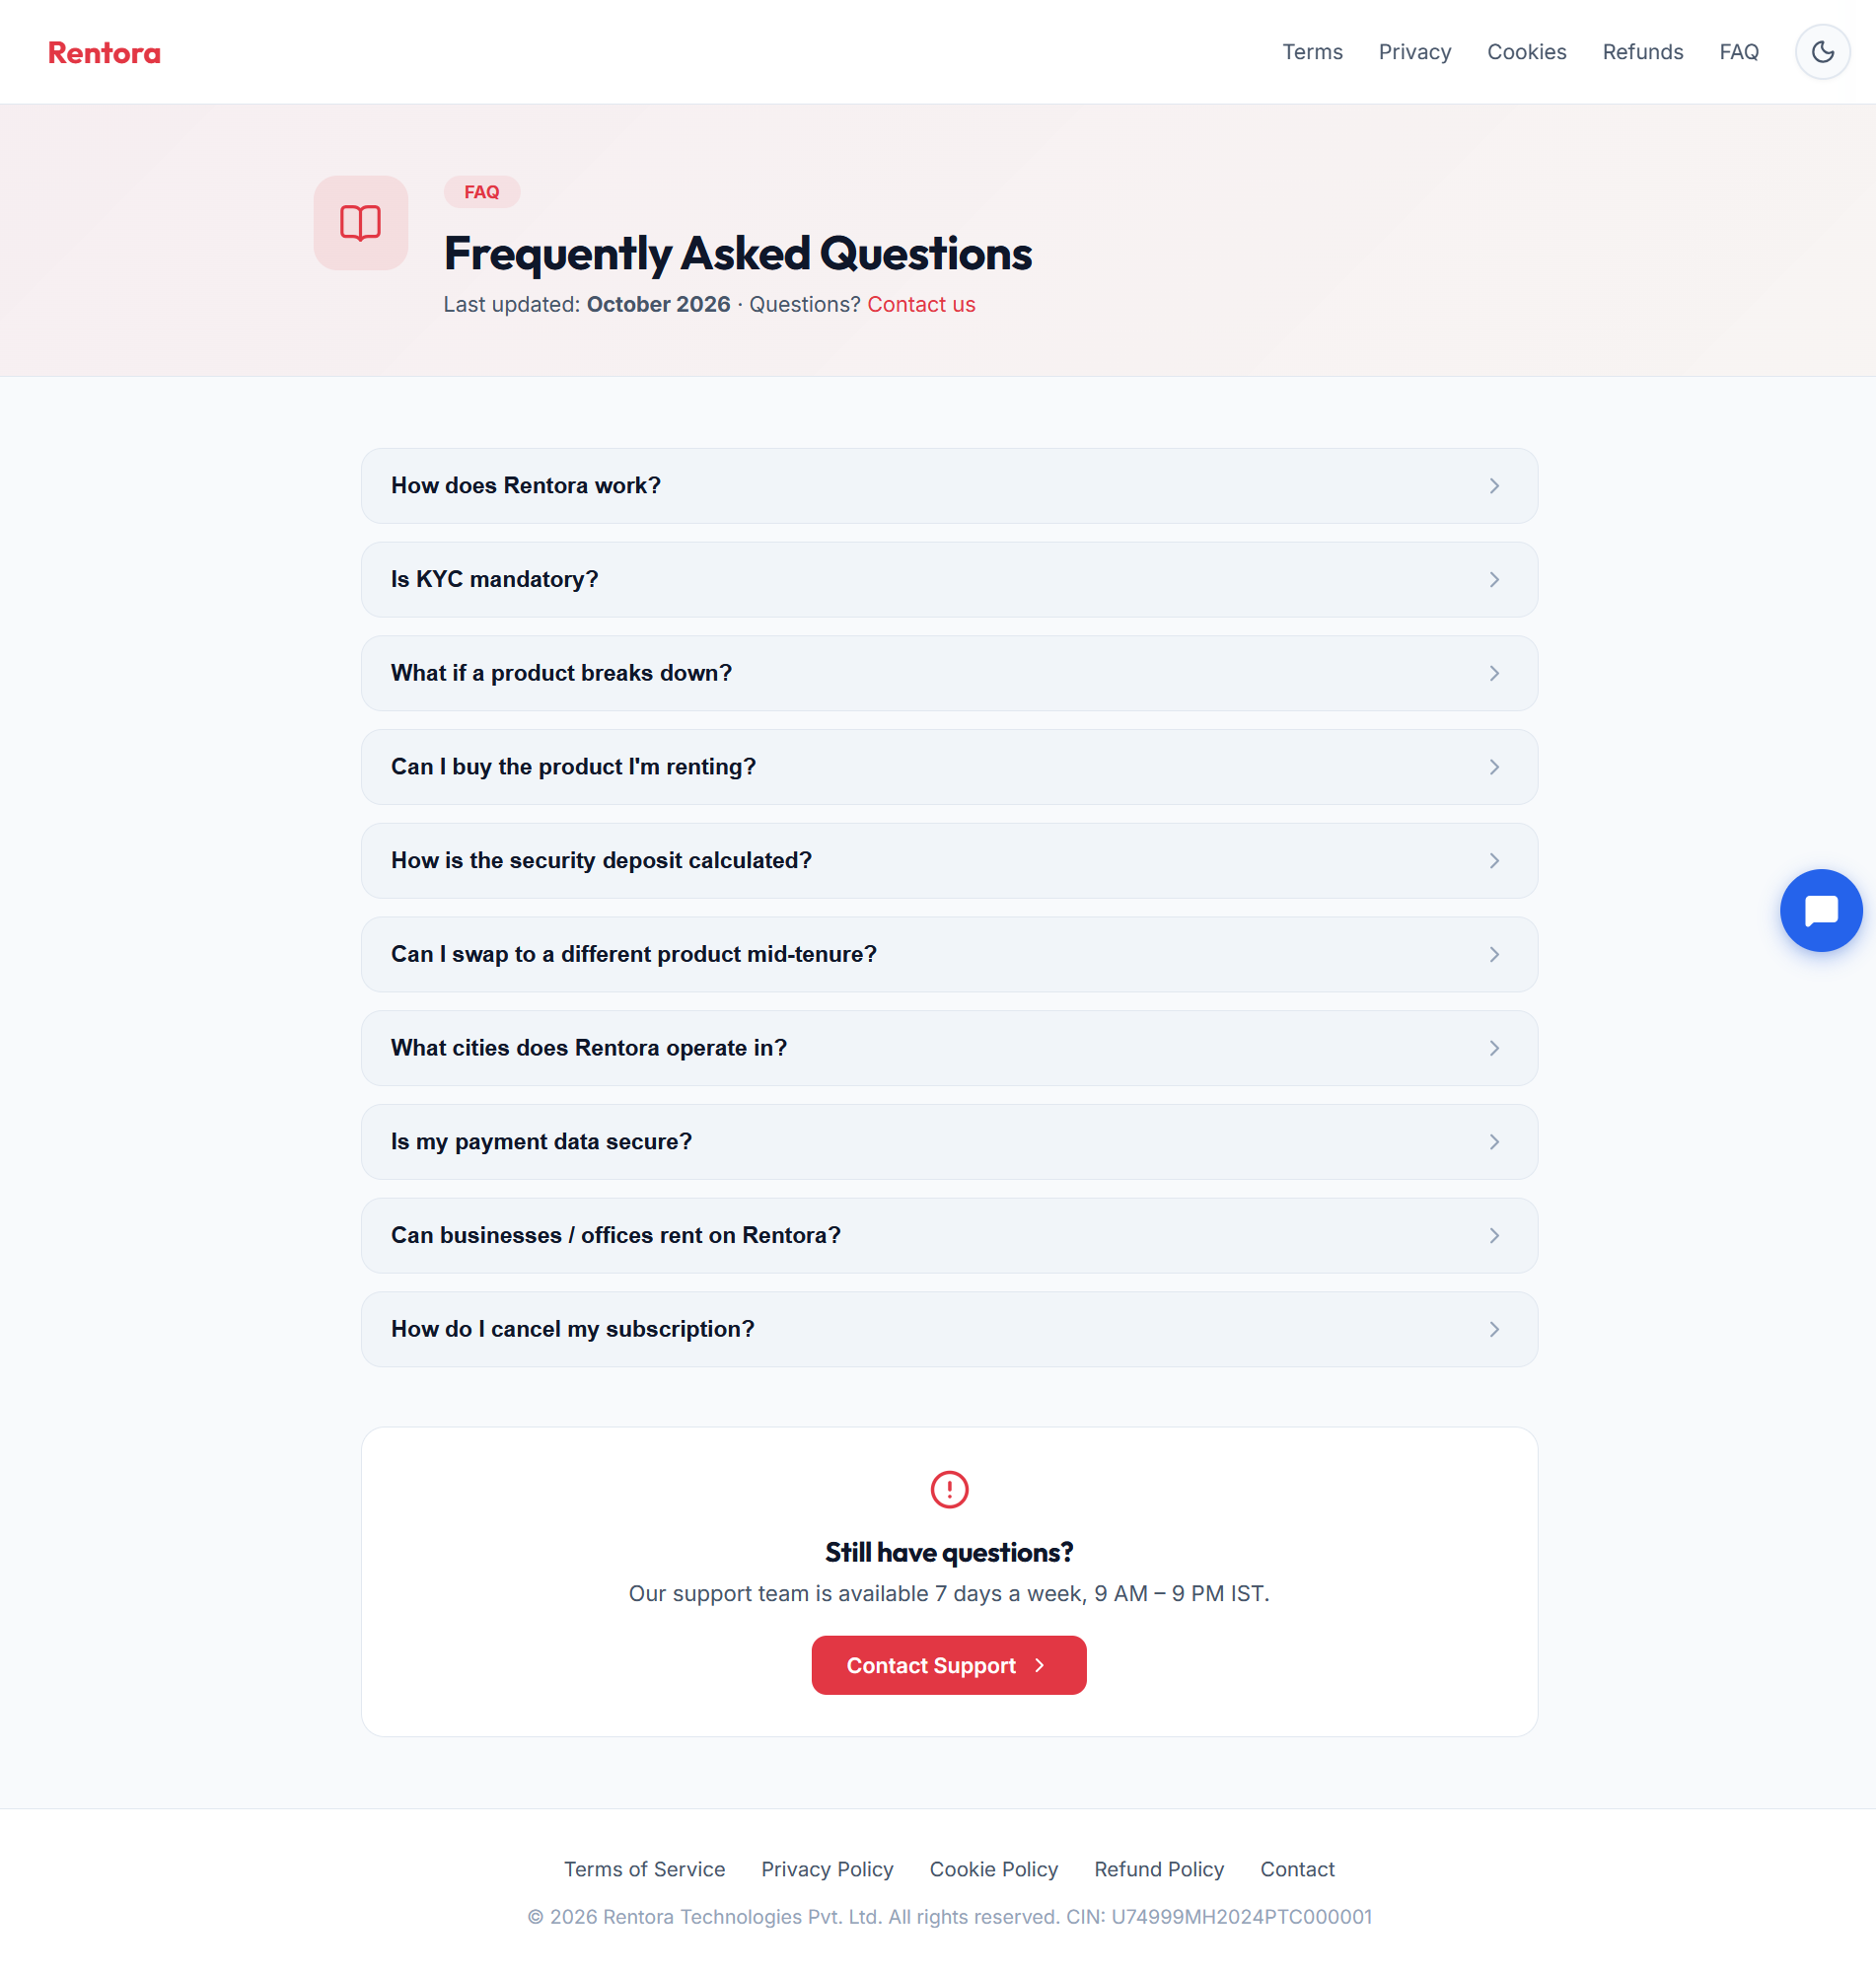 Rentora
Terms Privacy Cookies Refunds FAQ
FAQ
Frequently Asked Questions
Last updated: October 2026 · Questions? Contact us
How does Rentora work?
Is KYC mandatory?
What if a product breaks down?
Can I buy the product I'm renting?
How is the security deposit calculated?
Can I swap to a different product mid-tenure?
What cities does Rentora operate in?
Is my payment data secure?
Can businesses / offices rent on Rentora?
How do I cancel my subscription?
Still have questions?
Our support team is available 7 days a week, 9 AM – 9 PM IST.
Contact Support
Terms of Service Privacy Policy Cookie Policy Refund Policy Contact
© 2026 Rentora Technologies Pvt. Ltd. All rights reserved. CIN: U74999MH2024PTC000001